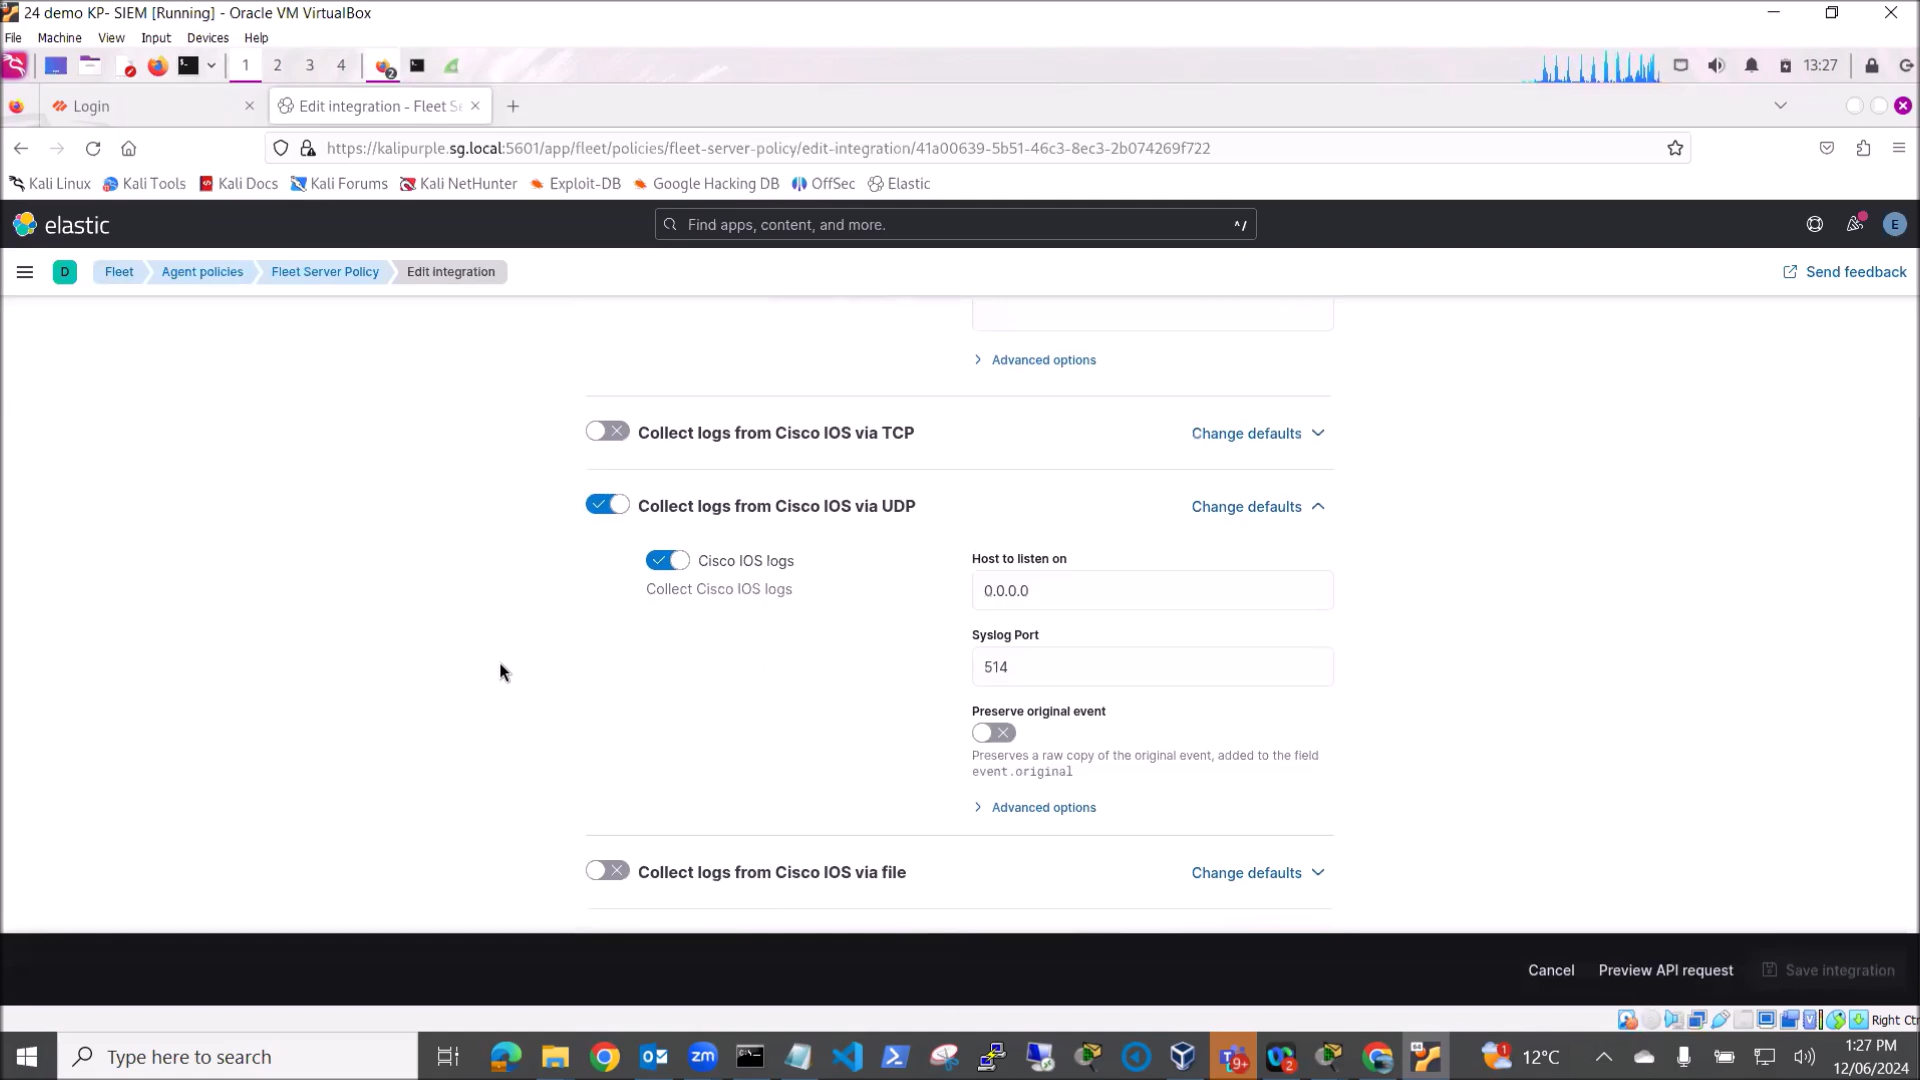 24 demo KP- SIEM [Running] - Oracle VM VirtualBox
File Machine View Input Devices Help
1 2 3 4 2 13:27
Login Edit integration - Fleet Se
https://kalipurple.sg.local:5601/app/fleet/policies/fleet-server-policy/edit-integration/41a00639-5b51-46c3-8ec3-2b074269f722
Kali Linux Kali Tools Kali Docs Kali Forums Kali NetHunter Exploit-DB Google Hacking DB OffSec Elastic
elastic Find apps, content, and more. ^/ E
D Fleet Agent policies Fleet Server Policy Edit integration Send feedback
Advanced options
Collect logs from Cisco IOS via TCP Change defaults
Collect logs from Cisco IOS via UDP Change defaults
Cisco IOS logs
Collect Cisco IOS logs
Host to listen on
0.0.0.0
Syslog Port
514
Preserve original event
Preserves a raw copy of the original event, added to the field
event.original
Advanced options
Collect logs from Cisco IOS via file Change defaults
Cancel Preview API request Save integration
Right Ctr
Type here to search zm 9+ 2 1 12°C 1:27 PM
12/06/2024